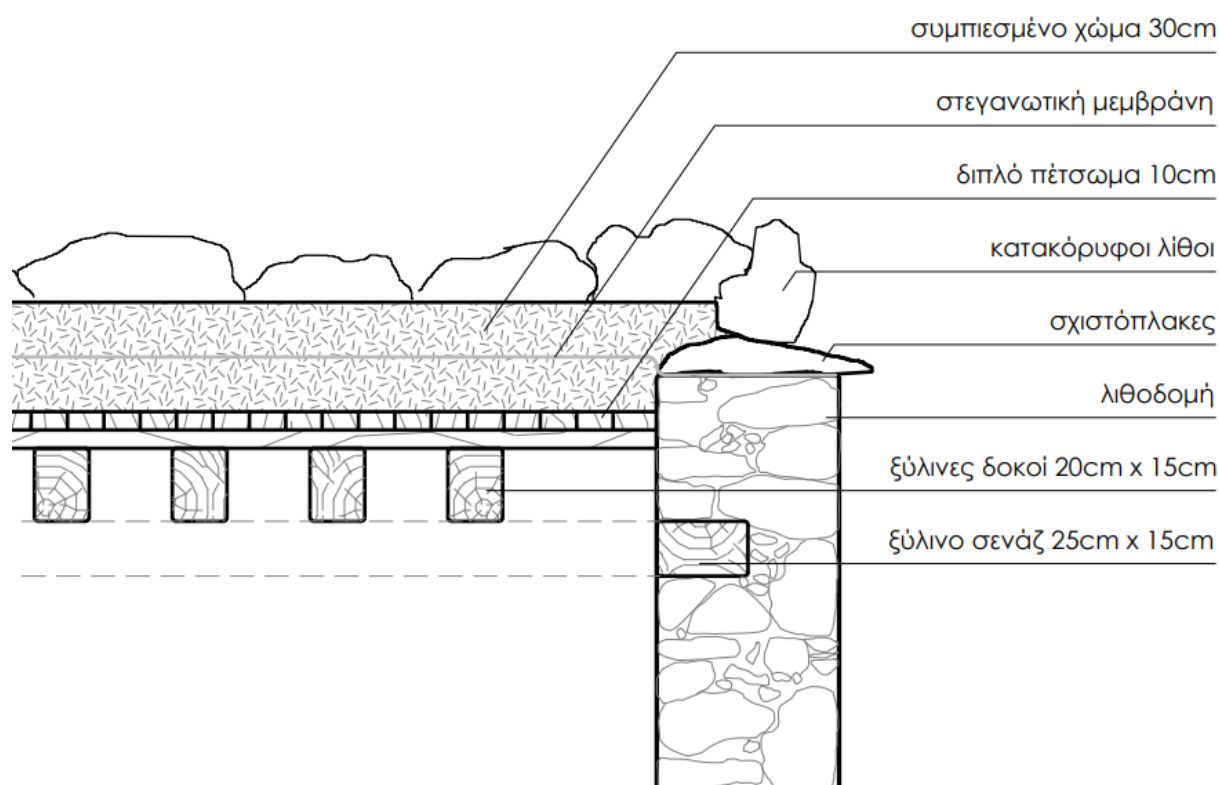 συμπιεσμένο χώμα 30cm
στεγανωτική μεμβράνη
διπλό πέτσωμα 10cm
κατακόρυφοι λίθοι
σχιστόπλακες
λιθοδομή
ξύλινες δοκοί 20cm x 15cm
ξύλινο σενάζ 25cm x 15cm